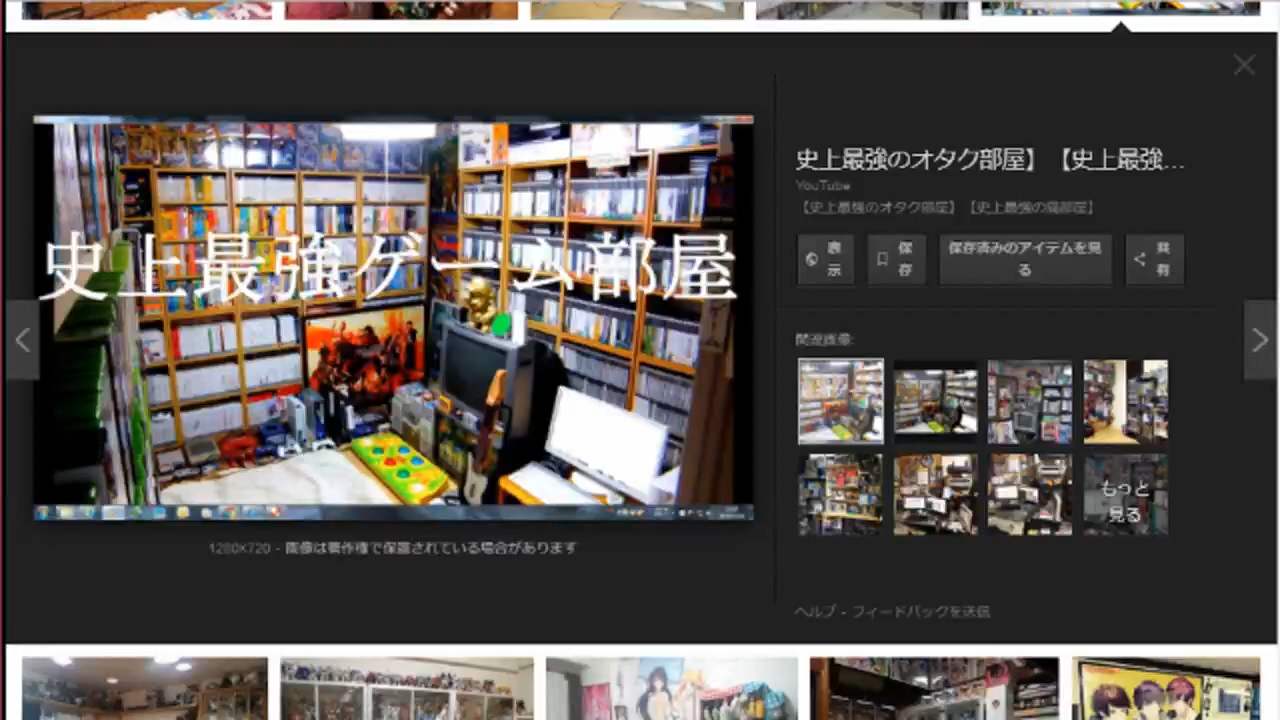 史上最強ゲーム部屋
1280×720 - 画像は著作権で保護されている場合があります
史上最強のオタク部屋】【史上最強...
YouTube
【史上最強のオタク部屋】【史上最強の痛部屋】
表示
保存
保存済みのアイテムを見る
共有
関連画像:
もっと
見る
ヘルプ - フィードバックを送信